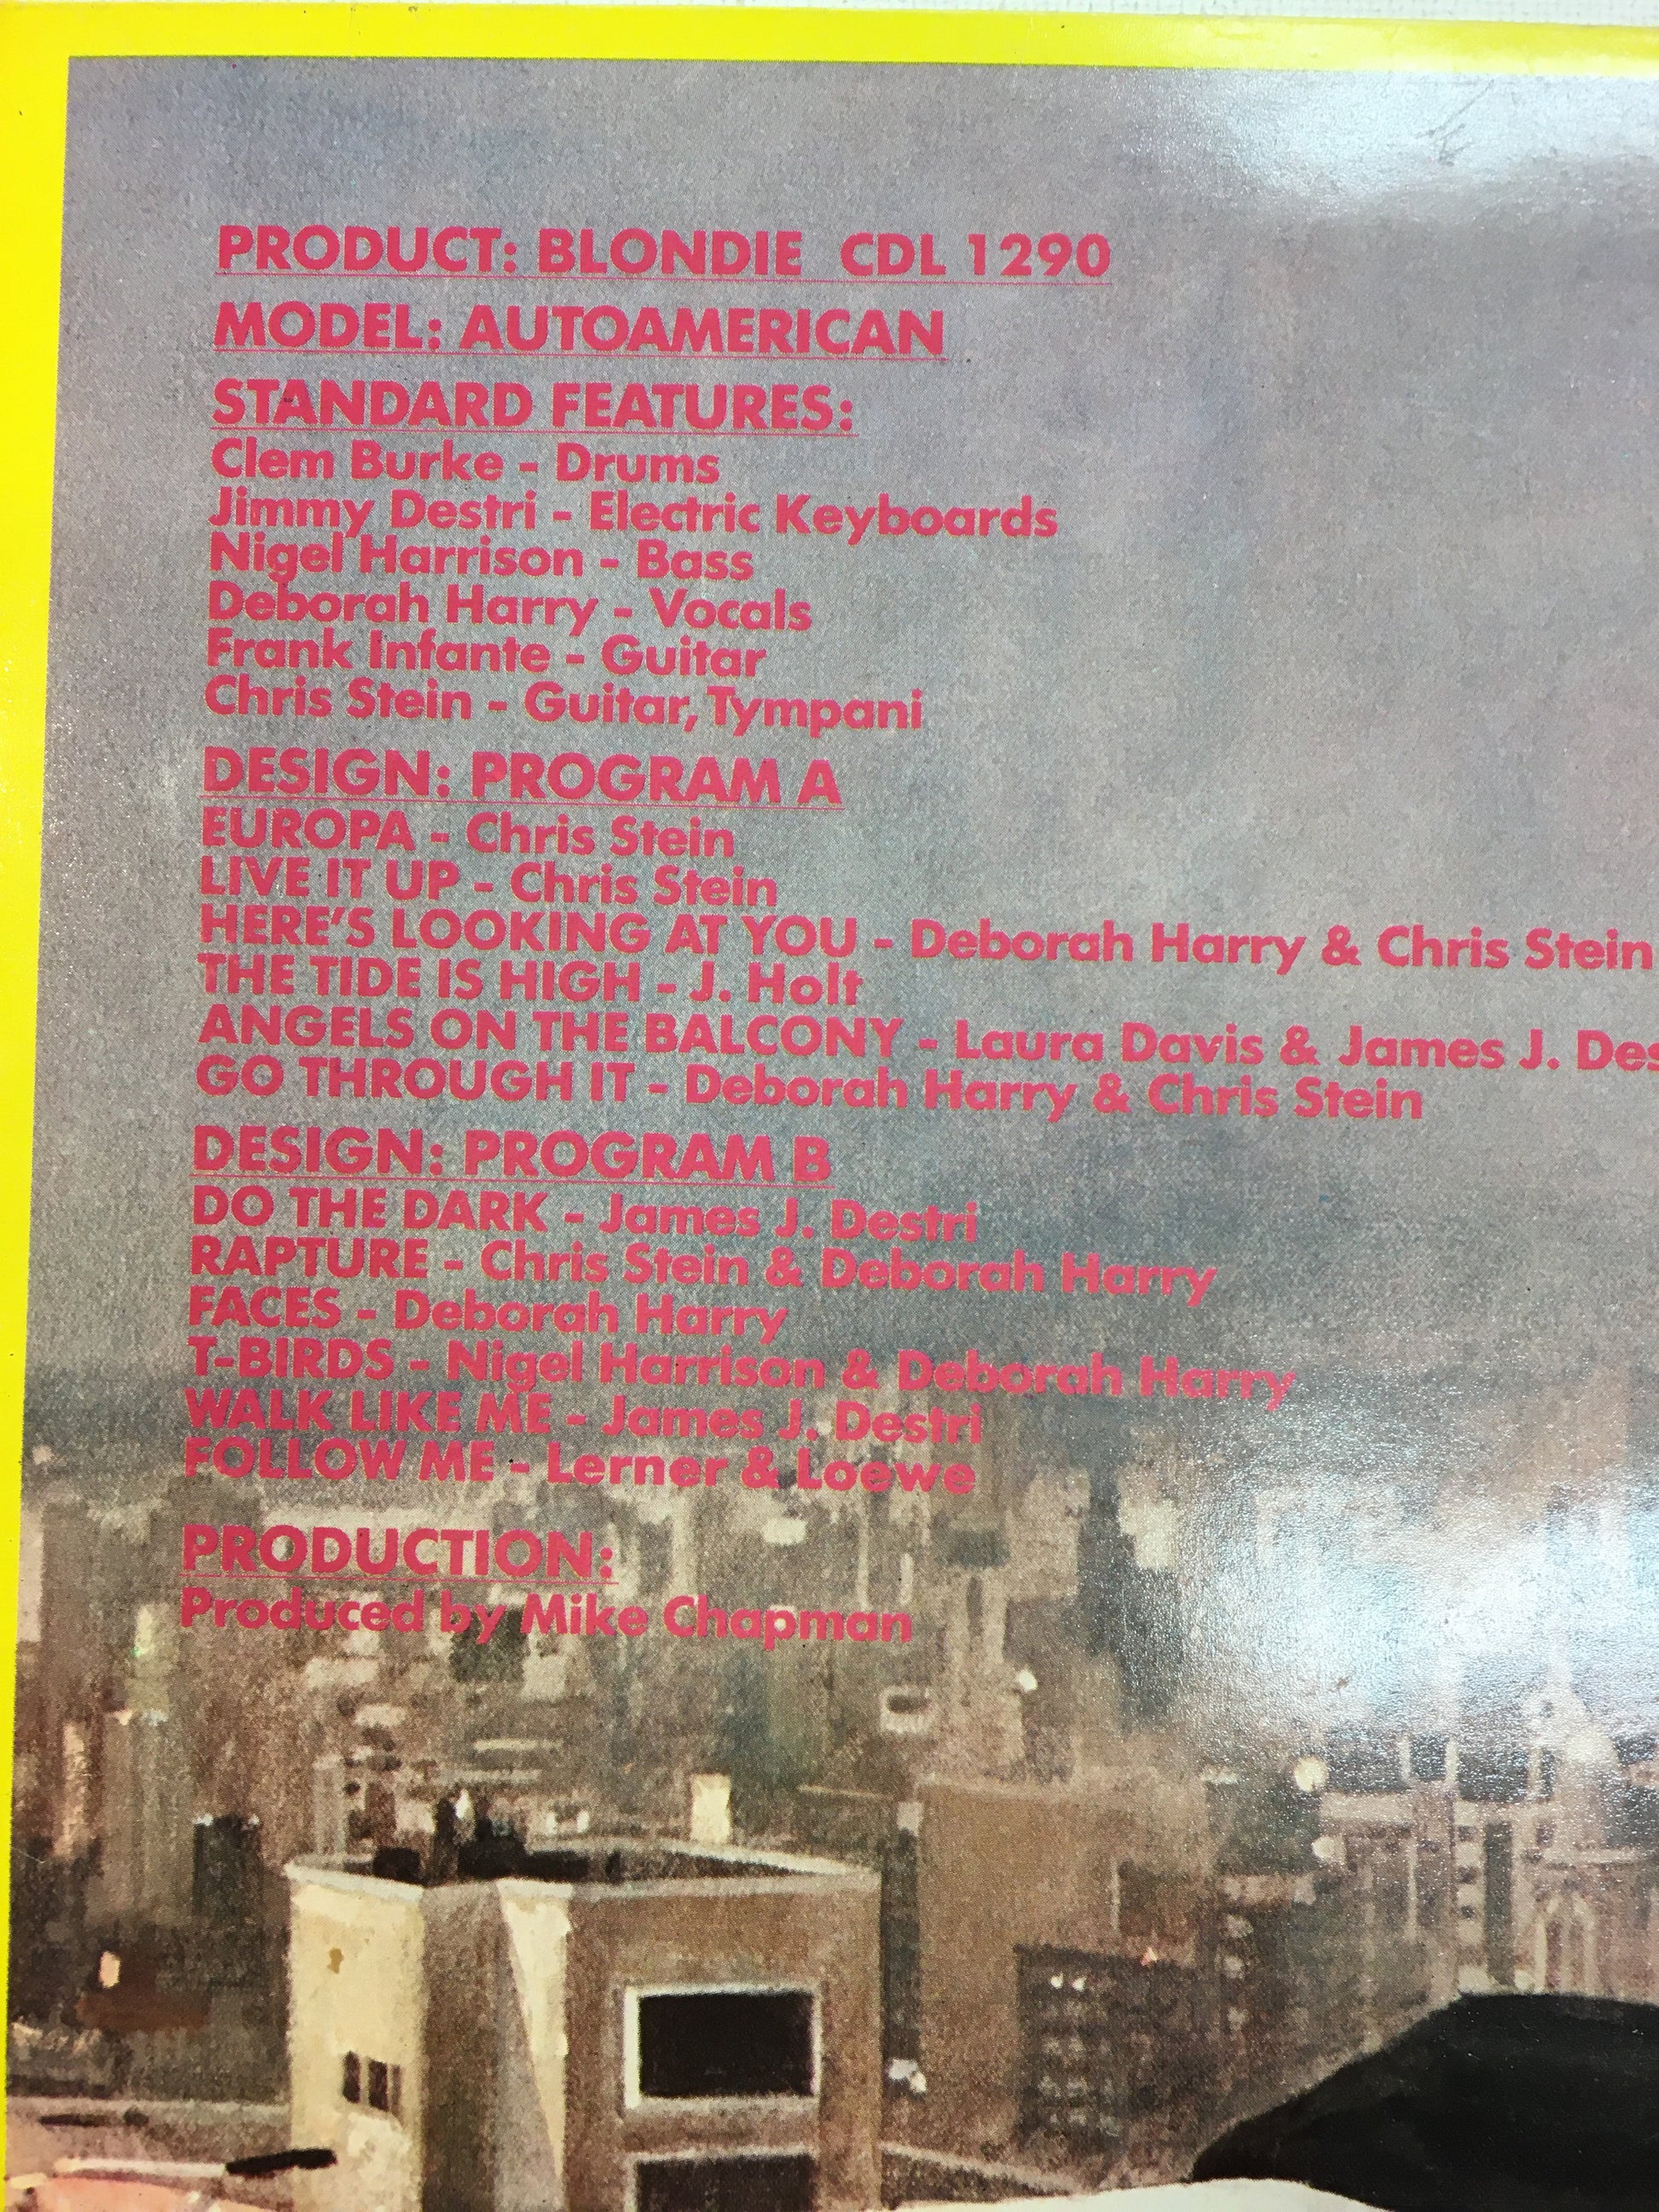 PRODUCT: BLONDIE CDL 1290
MODEL: AUTOAMERICAN
STANDARD FEATURES:
Clem Burke - Drums
Jimmy Destri - Electric Keyboards
Nigel Harrison - Bass
Deborah Harry - Vocals
Frank Infante - Guitar
Chris Stein - Guitar, Tympani
DESIGN: PROGRAM A
EUROPA - Chris Stein
LIVE IT UP - Chris Stein
HERE'S LOOKING AT YOU - Deborah Harry & Chris Stein
THE TIDE IS HIGH - J. Holt
ANGELS ON THE BALCONY - Laura Davis & James J. Des
GO THROUGH IT - Deborah Harry & Chris Stein
DESIGN: PROGRAM B
DO THE DARK - James J. Destri
RAPTURE - Chris Stein & Deborah Harry
FACES - Deborah Harry
T-BIRDS - Nigel Harrison & Deborah Harry
WALK LIKE ME - James J. Destri
FOLLOW ME - Lerner & Loewe
PRODUCTION:
Produced by Mike Chapman